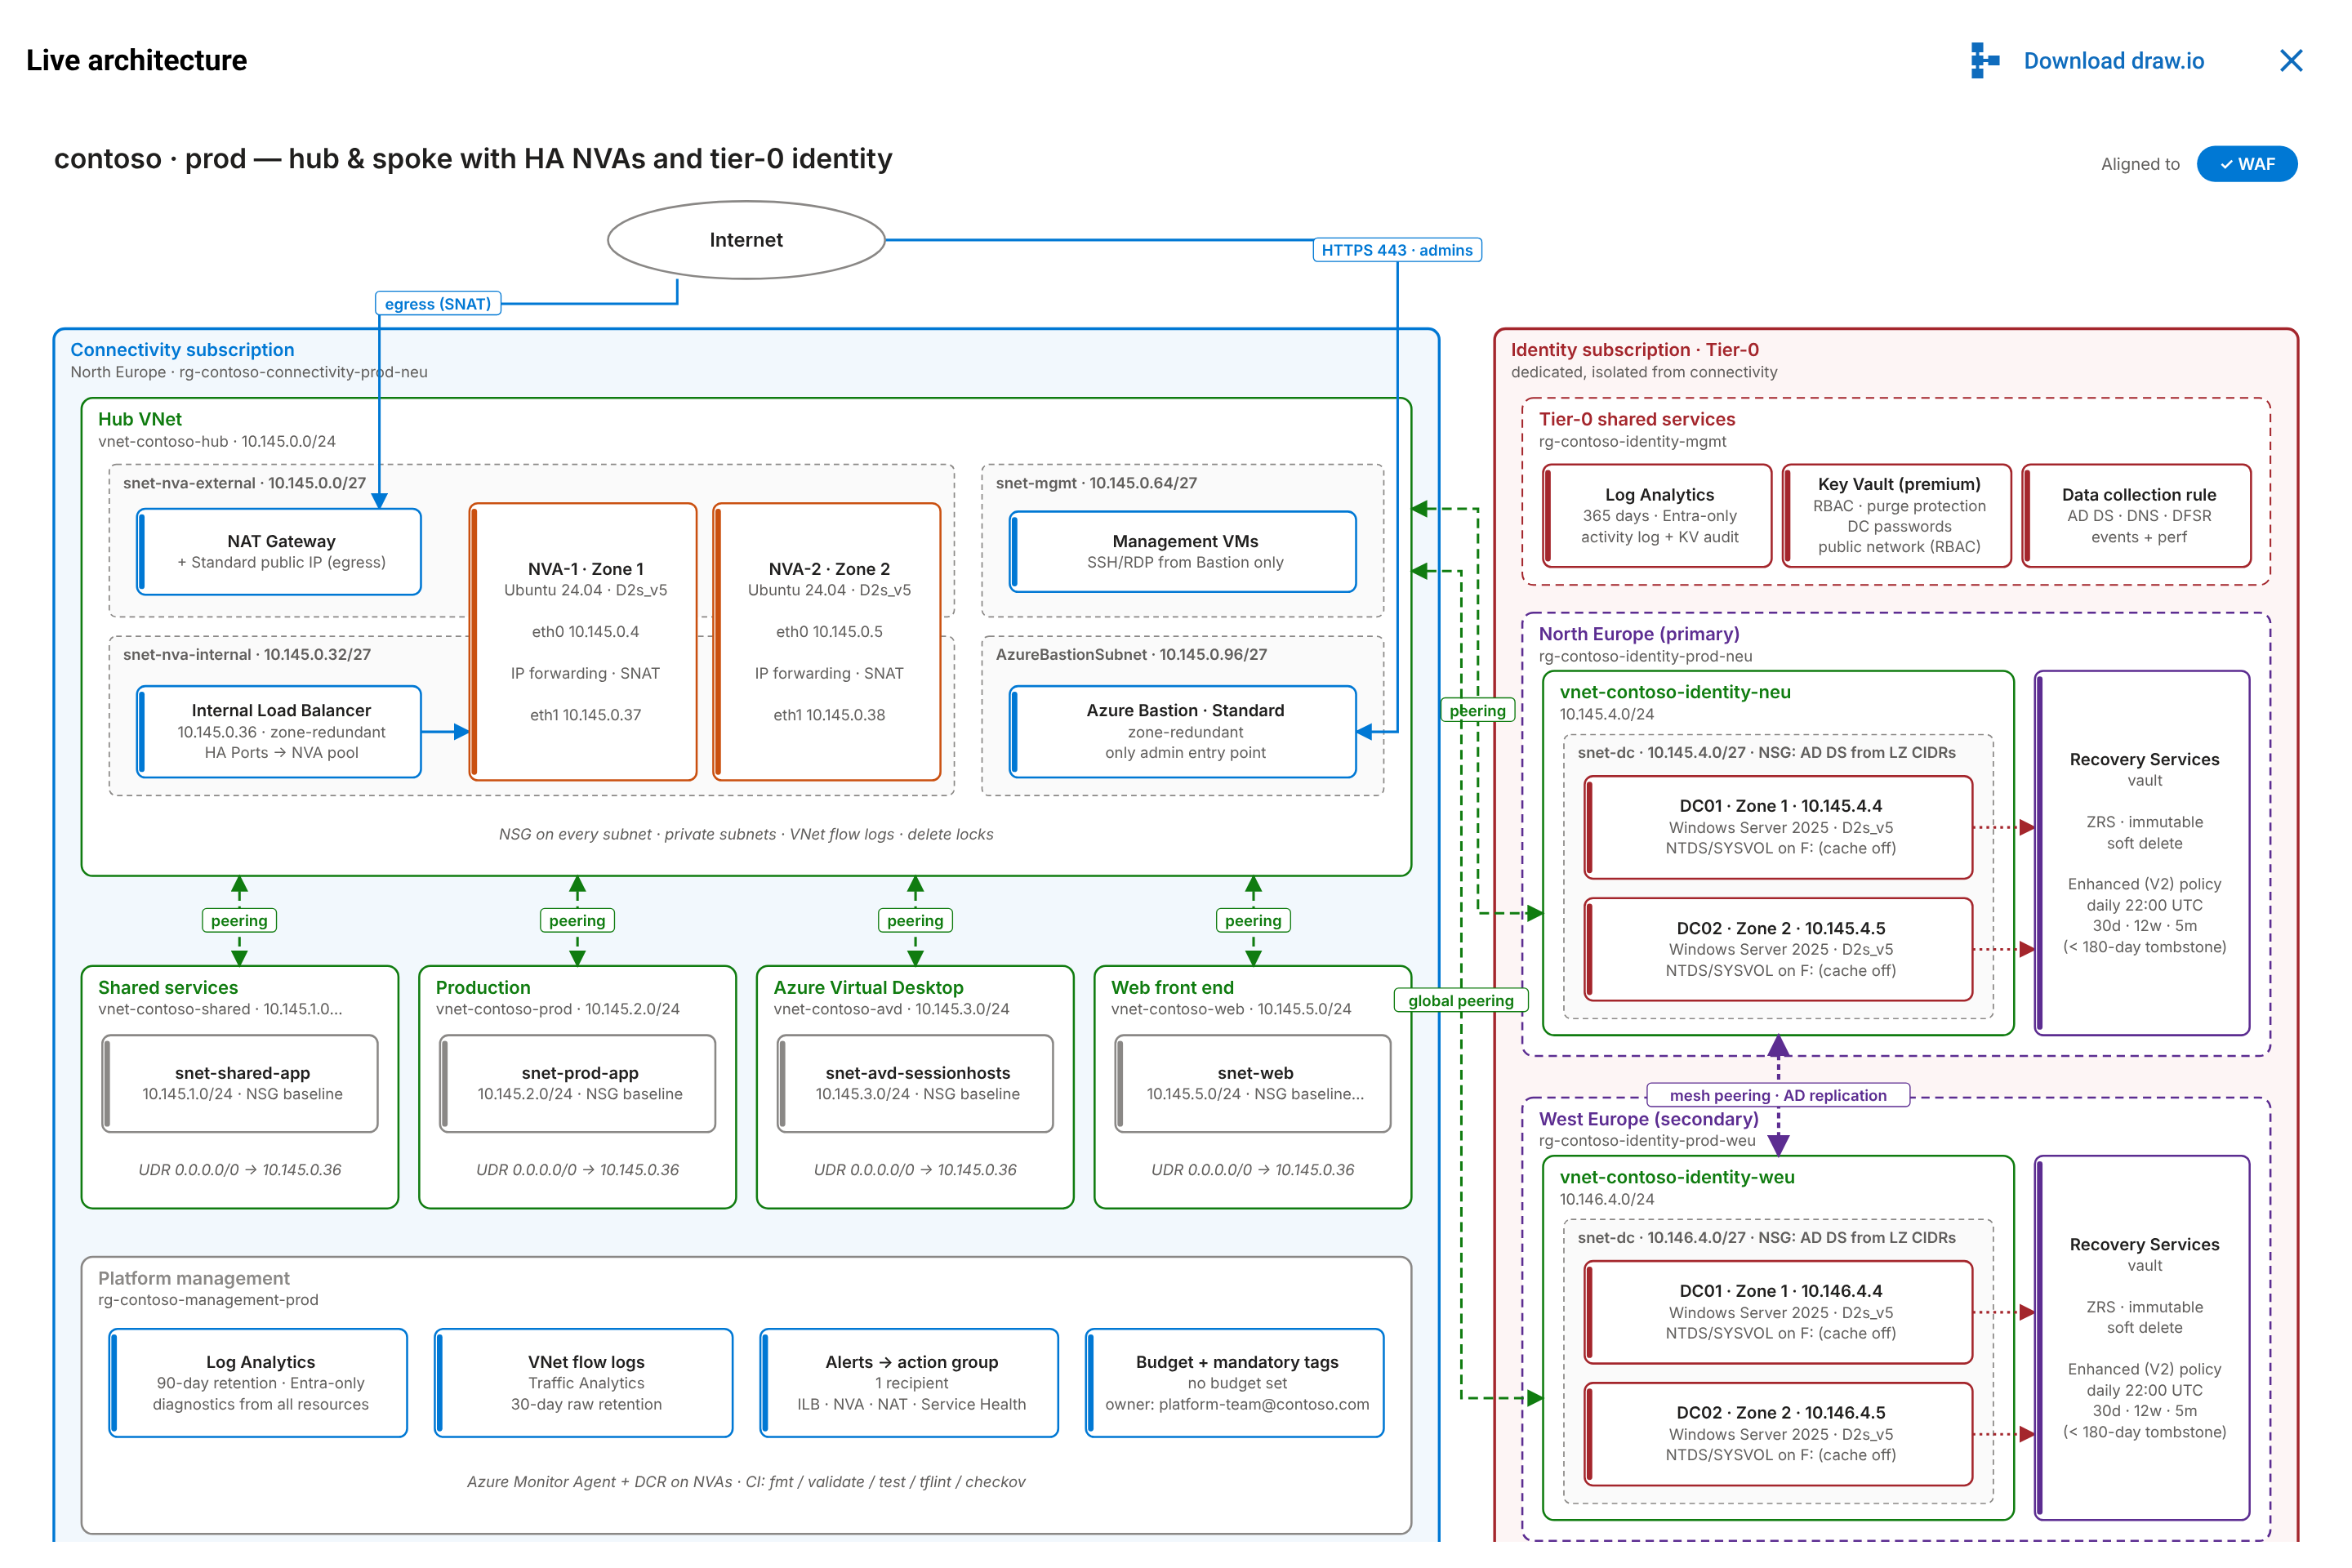 Live architecture
Download draw.io
contoso · prod — hub & spoke with HA NVAs and tier-0 identity
Aligned to
✓ WAF
Internet
HTTPS 443 · admins
egress (SNAT)
Connectivity subscription
North Europe · rg-contoso-connectivity-prod-neu
Hub VNet
vnet-contoso-hub · 10.145.0.0/24
snet-nva-external · 10.145.0.0/27
NAT Gateway
+ Standard public IP (egress)
NVA-1 · Zone 1
Ubuntu 24.04 · D2s_v5
eth0 10.145.0.4
IP forwarding · SNAT
eth1 10.145.0.37
NVA-2 · Zone 2
Ubuntu 24.04 · D2s_v5
eth0 10.145.0.5
IP forwarding · SNAT
eth1 10.145.0.38
snet-mgmt · 10.145.0.64/27
Management VMs
SSH/RDP from Bastion only
snet-nva-internal · 10.145.0.32/27
Internal Load Balancer
10.145.0.36 · zone-redundant
HA Ports → NVA pool
AzureBastionSubnet · 10.145.0.96/27
Azure Bastion · Standard
zone-redundant
only admin entry point
NSG on every subnet · private subnets · VNet flow logs · delete locks
peering
peering
peering
peering
peering
global peering
Shared services
vnet-contoso-shared · 10.145.1.0...
snet-shared-app
10.145.1.0/24 · NSG baseline
UDR 0.0.0.0/0 → 10.145.0.36
Production
vnet-contoso-prod · 10.145.2.0/24
snet-prod-app
10.145.2.0/24 · NSG baseline
UDR 0.0.0.0/0 → 10.145.0.36
Azure Virtual Desktop
vnet-contoso-avd · 10.145.3.0/24
snet-avd-sessionhosts
10.145.3.0/24 · NSG baseline
UDR 0.0.0.0/0 → 10.145.0.36
Web front end
vnet-contoso-web · 10.145.5.0/24
snet-web
10.145.5.0/24 · NSG baseline...
UDR 0.0.0.0/0 → 10.145.0.36
Platform management
rg-contoso-management-prod
Log Analytics
90-day retention · Entra-only
diagnostics from all resources
VNet flow logs
Traffic Analytics
30-day raw retention
Alerts → action group
1 recipient
ILB · NVA · NAT · Service Health
Budget + mandatory tags
no budget set
owner: platform-team@contoso.com
Azure Monitor Agent + DCR on NVAs · CI: fmt / validate / test / tflint / checkov
Identity subscription · Tier-0
dedicated, isolated from connectivity
Tier-0 shared services
rg-contoso-identity-mgmt
Log Analytics
365 days · Entra-only
activity log + KV audit
Key Vault (premium)
RBAC · purge protection
DC passwords
public network (RBAC)
Data collection rule
AD DS · DNS · DFSR
events + perf
North Europe (primary)
rg-contoso-identity-prod-neu
vnet-contoso-identity-neu
10.145.4.0/24
snet-dc · 10.145.4.0/27 · NSG: AD DS from LZ CIDRs
DC01 · Zone 1 · 10.145.4.4
Windows Server 2025 · D2s_v5
NTDS/SYSVOL on F: (cache off)
DC02 · Zone 2 · 10.145.4.5
Windows Server 2025 · D2s_v5
NTDS/SYSVOL on F: (cache off)
Recovery Services
vault
ZRS · immutable
soft delete
Enhanced (V2) policy
daily 22:00 UTC
30d · 12w · 5m
(< 180-day tombstone)
mesh peering · AD replication
West Europe (secondary)
rg-contoso-identity-prod-weu
vnet-contoso-identity-weu
10.146.4.0/24
snet-dc · 10.146.4.0/27 · NSG: AD DS from LZ CIDRs
DC01 · Zone 1 · 10.146.4.4
Windows Server 2025 · D2s_v5
NTDS/SYSVOL on F: (cache off)
DC02 · Zone 2 · 10.146.4.5
Windows Server 2025 · D2s_v5
NTDS/SYSVOL on F: (cache off)
Recovery Services
vault
ZRS · immutable
soft delete
Enhanced (V2) policy
daily 22:00 UTC
30d · 12w · 5m
(< 180-day tombstone)